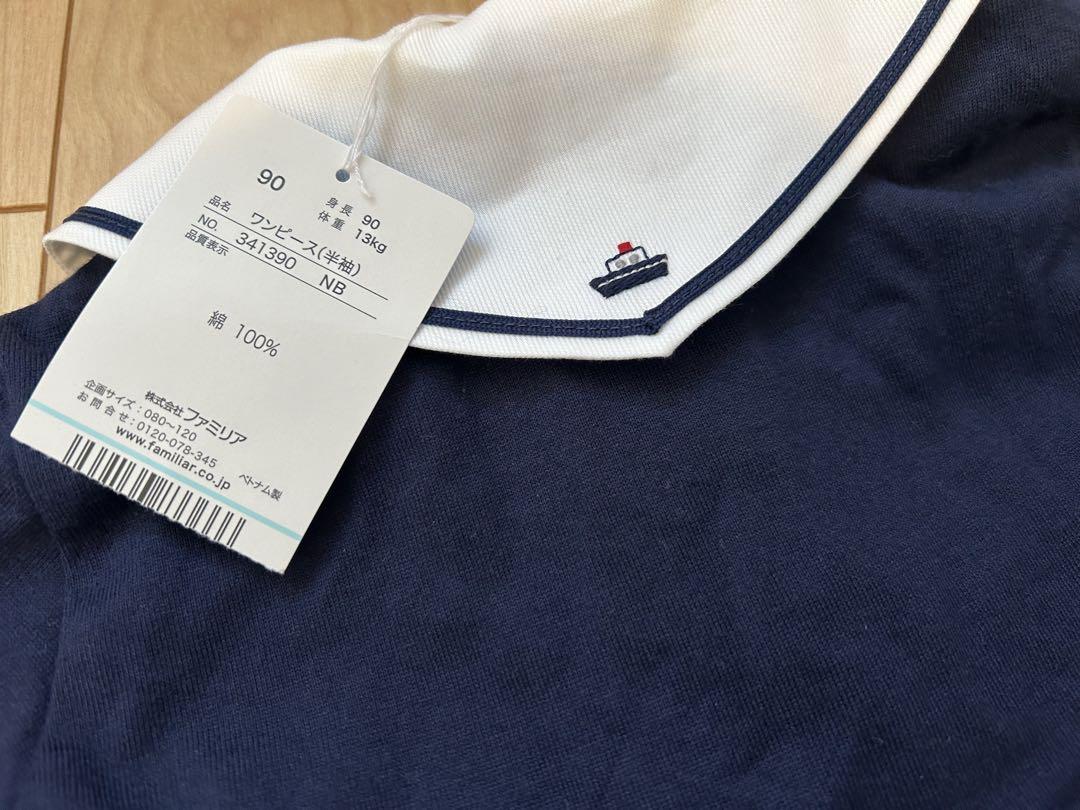 90
身長 90
体重 13kg
品名 ワンピース(半袖)
NO. 341390 NB
品質表示
綿 100%
株式会社 ファミリア
企画サイズ:080〜120
お問合せ:0120-078-345
www.familiar.co.jp
ベトナム製